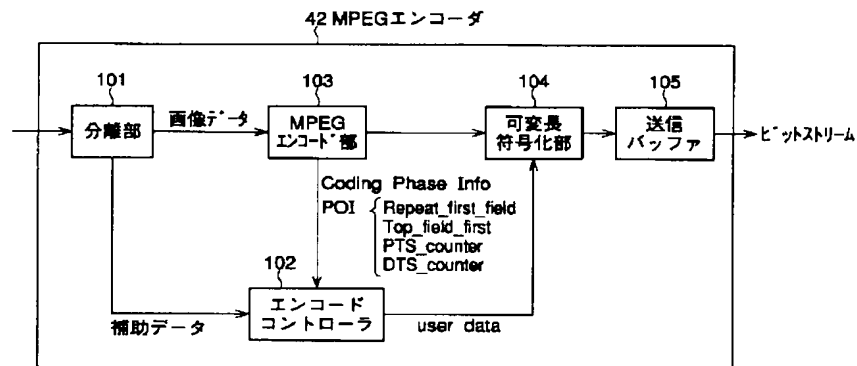 42 MPEGエンコーダ
101
103
104
105
分離部
画像データ
MPEG
エンコード部
可変長
符号化部
送信
バッファ
ビットストリーム
Coding Phase Info
POI
Repeat_first_field
Top_field_first
PTS_counter
DTS_counter
102
エンコード
コントローラ
補助データ
user data